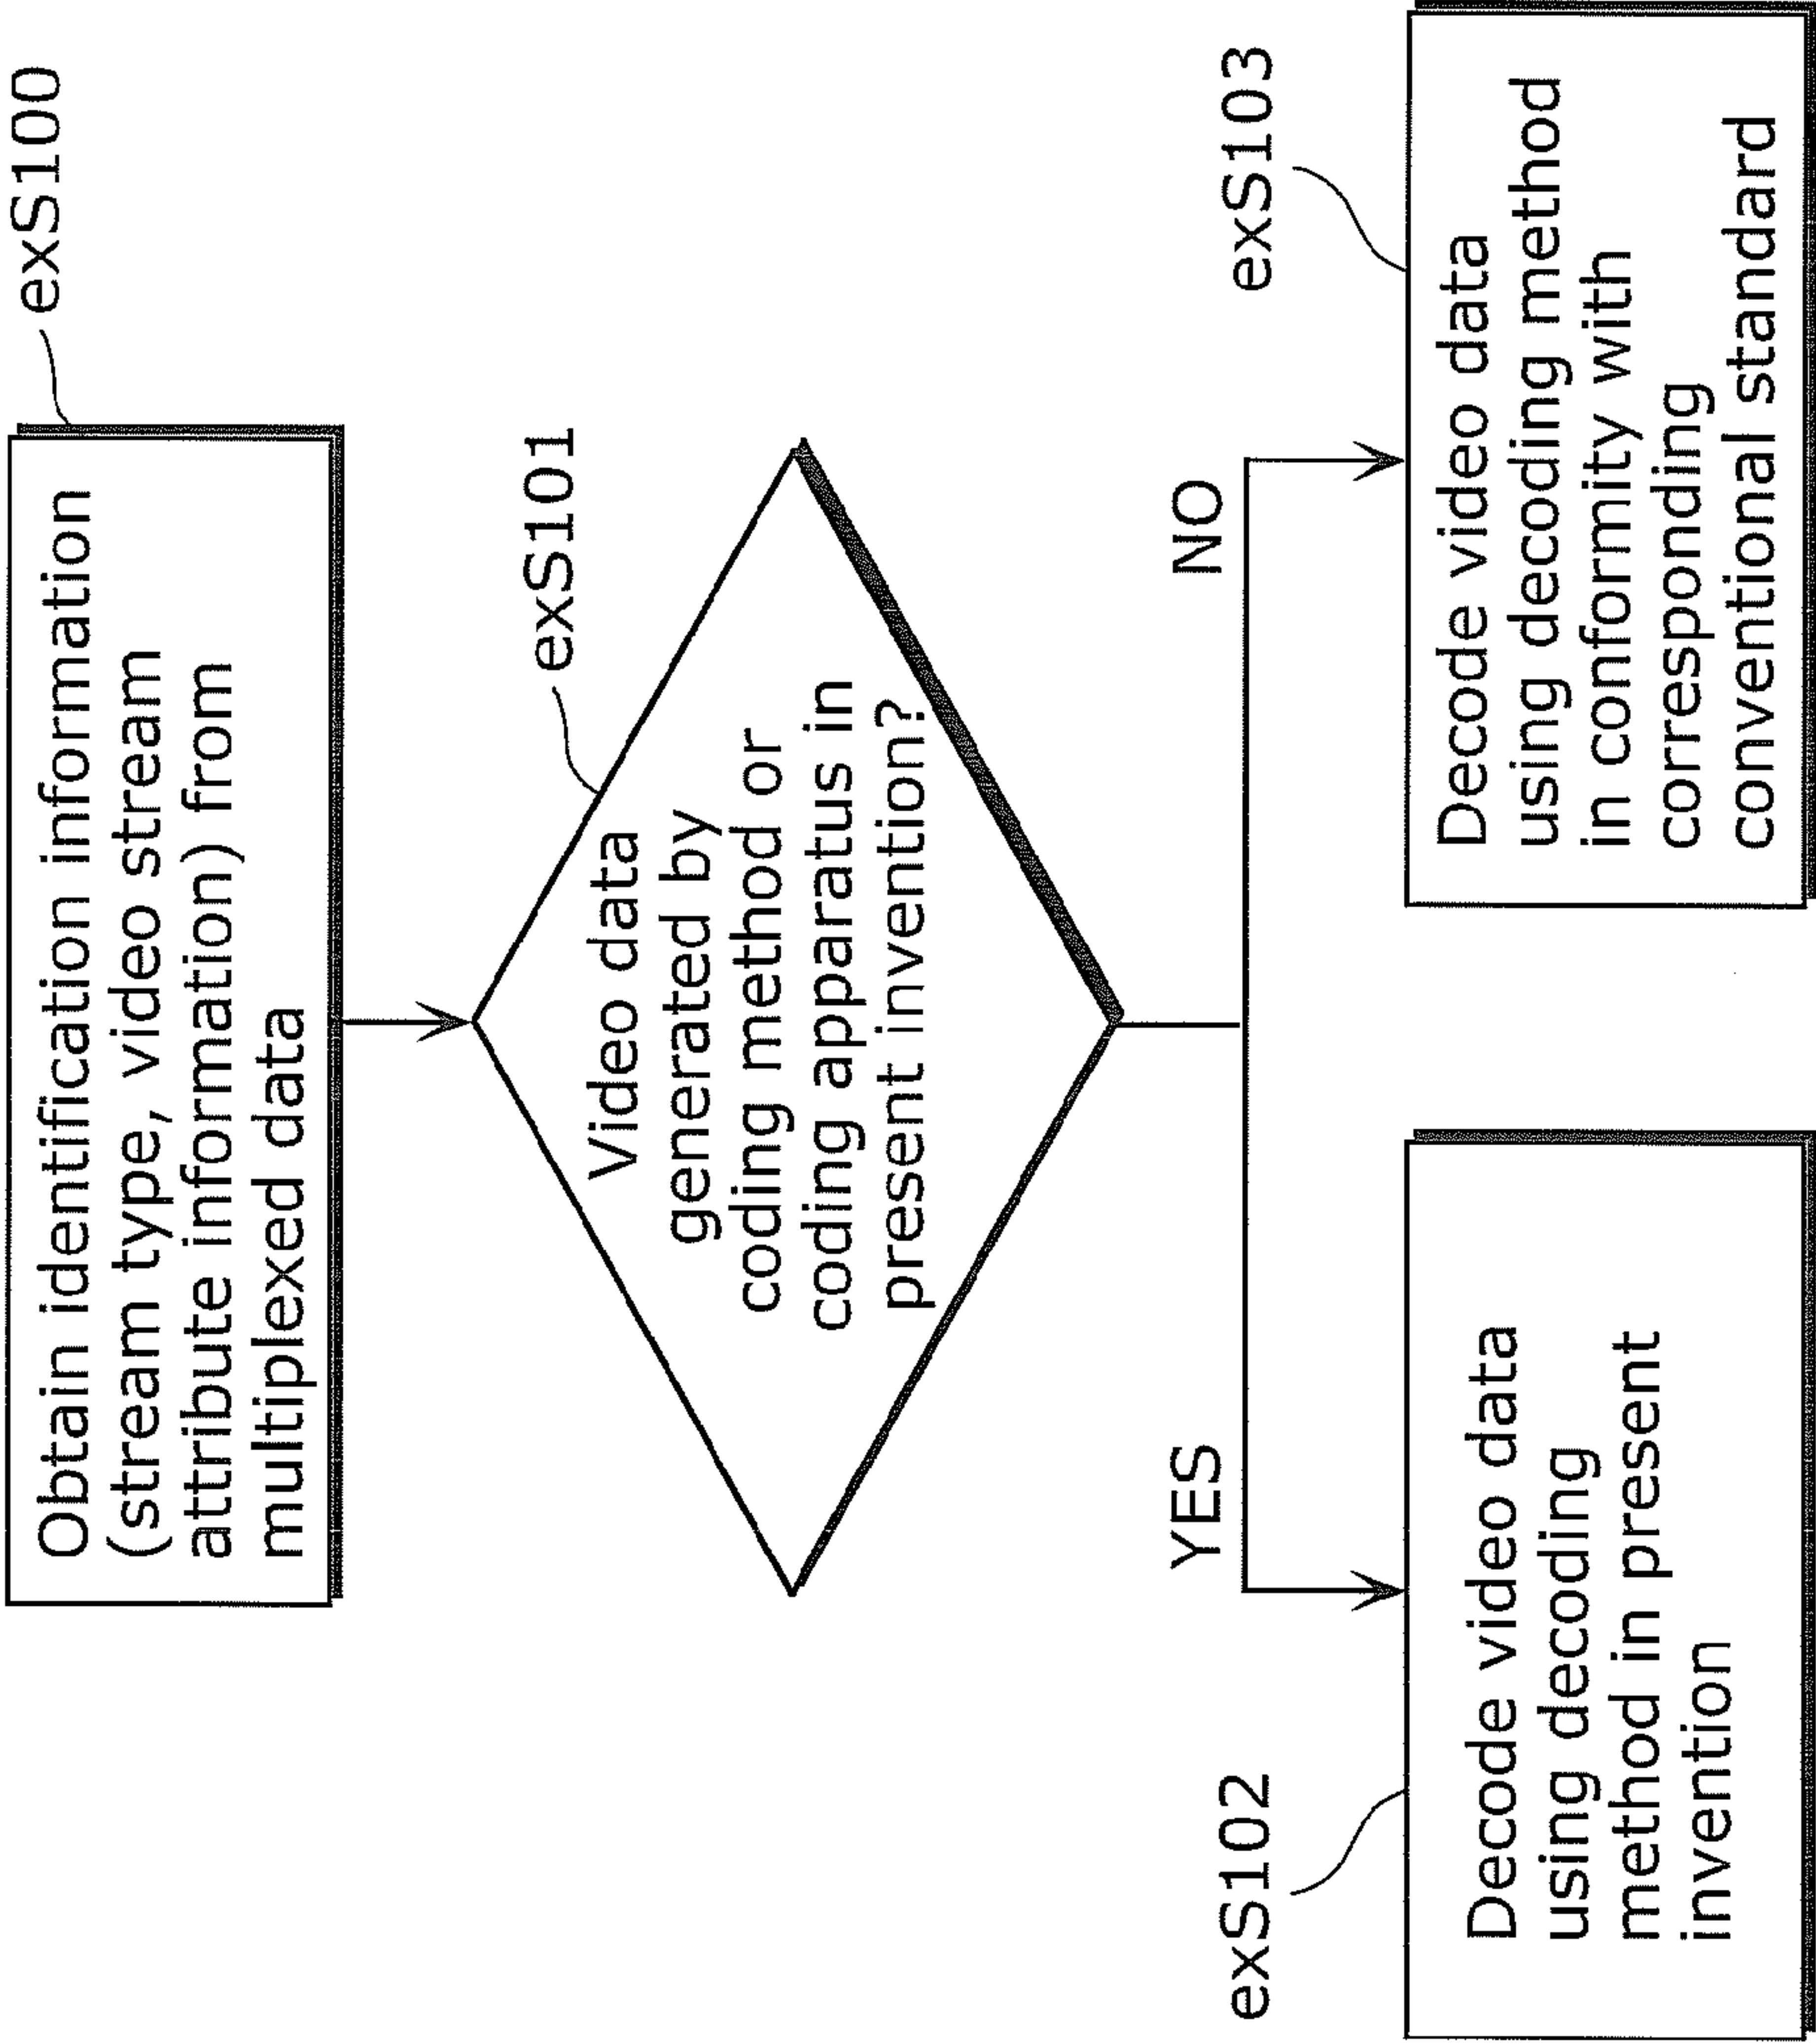 exS100
Obtain identification information
(stream type, video stream
attribute information) from
multiplexed data
exS101
Video data
generated by
coding method or
coding apparatus in
present invention?
YES
NO
exS102
Decode video data
using decoding
method in present
invention
exS103
Decode video data
using decoding method
in conformity with
corresponding
conventional standard